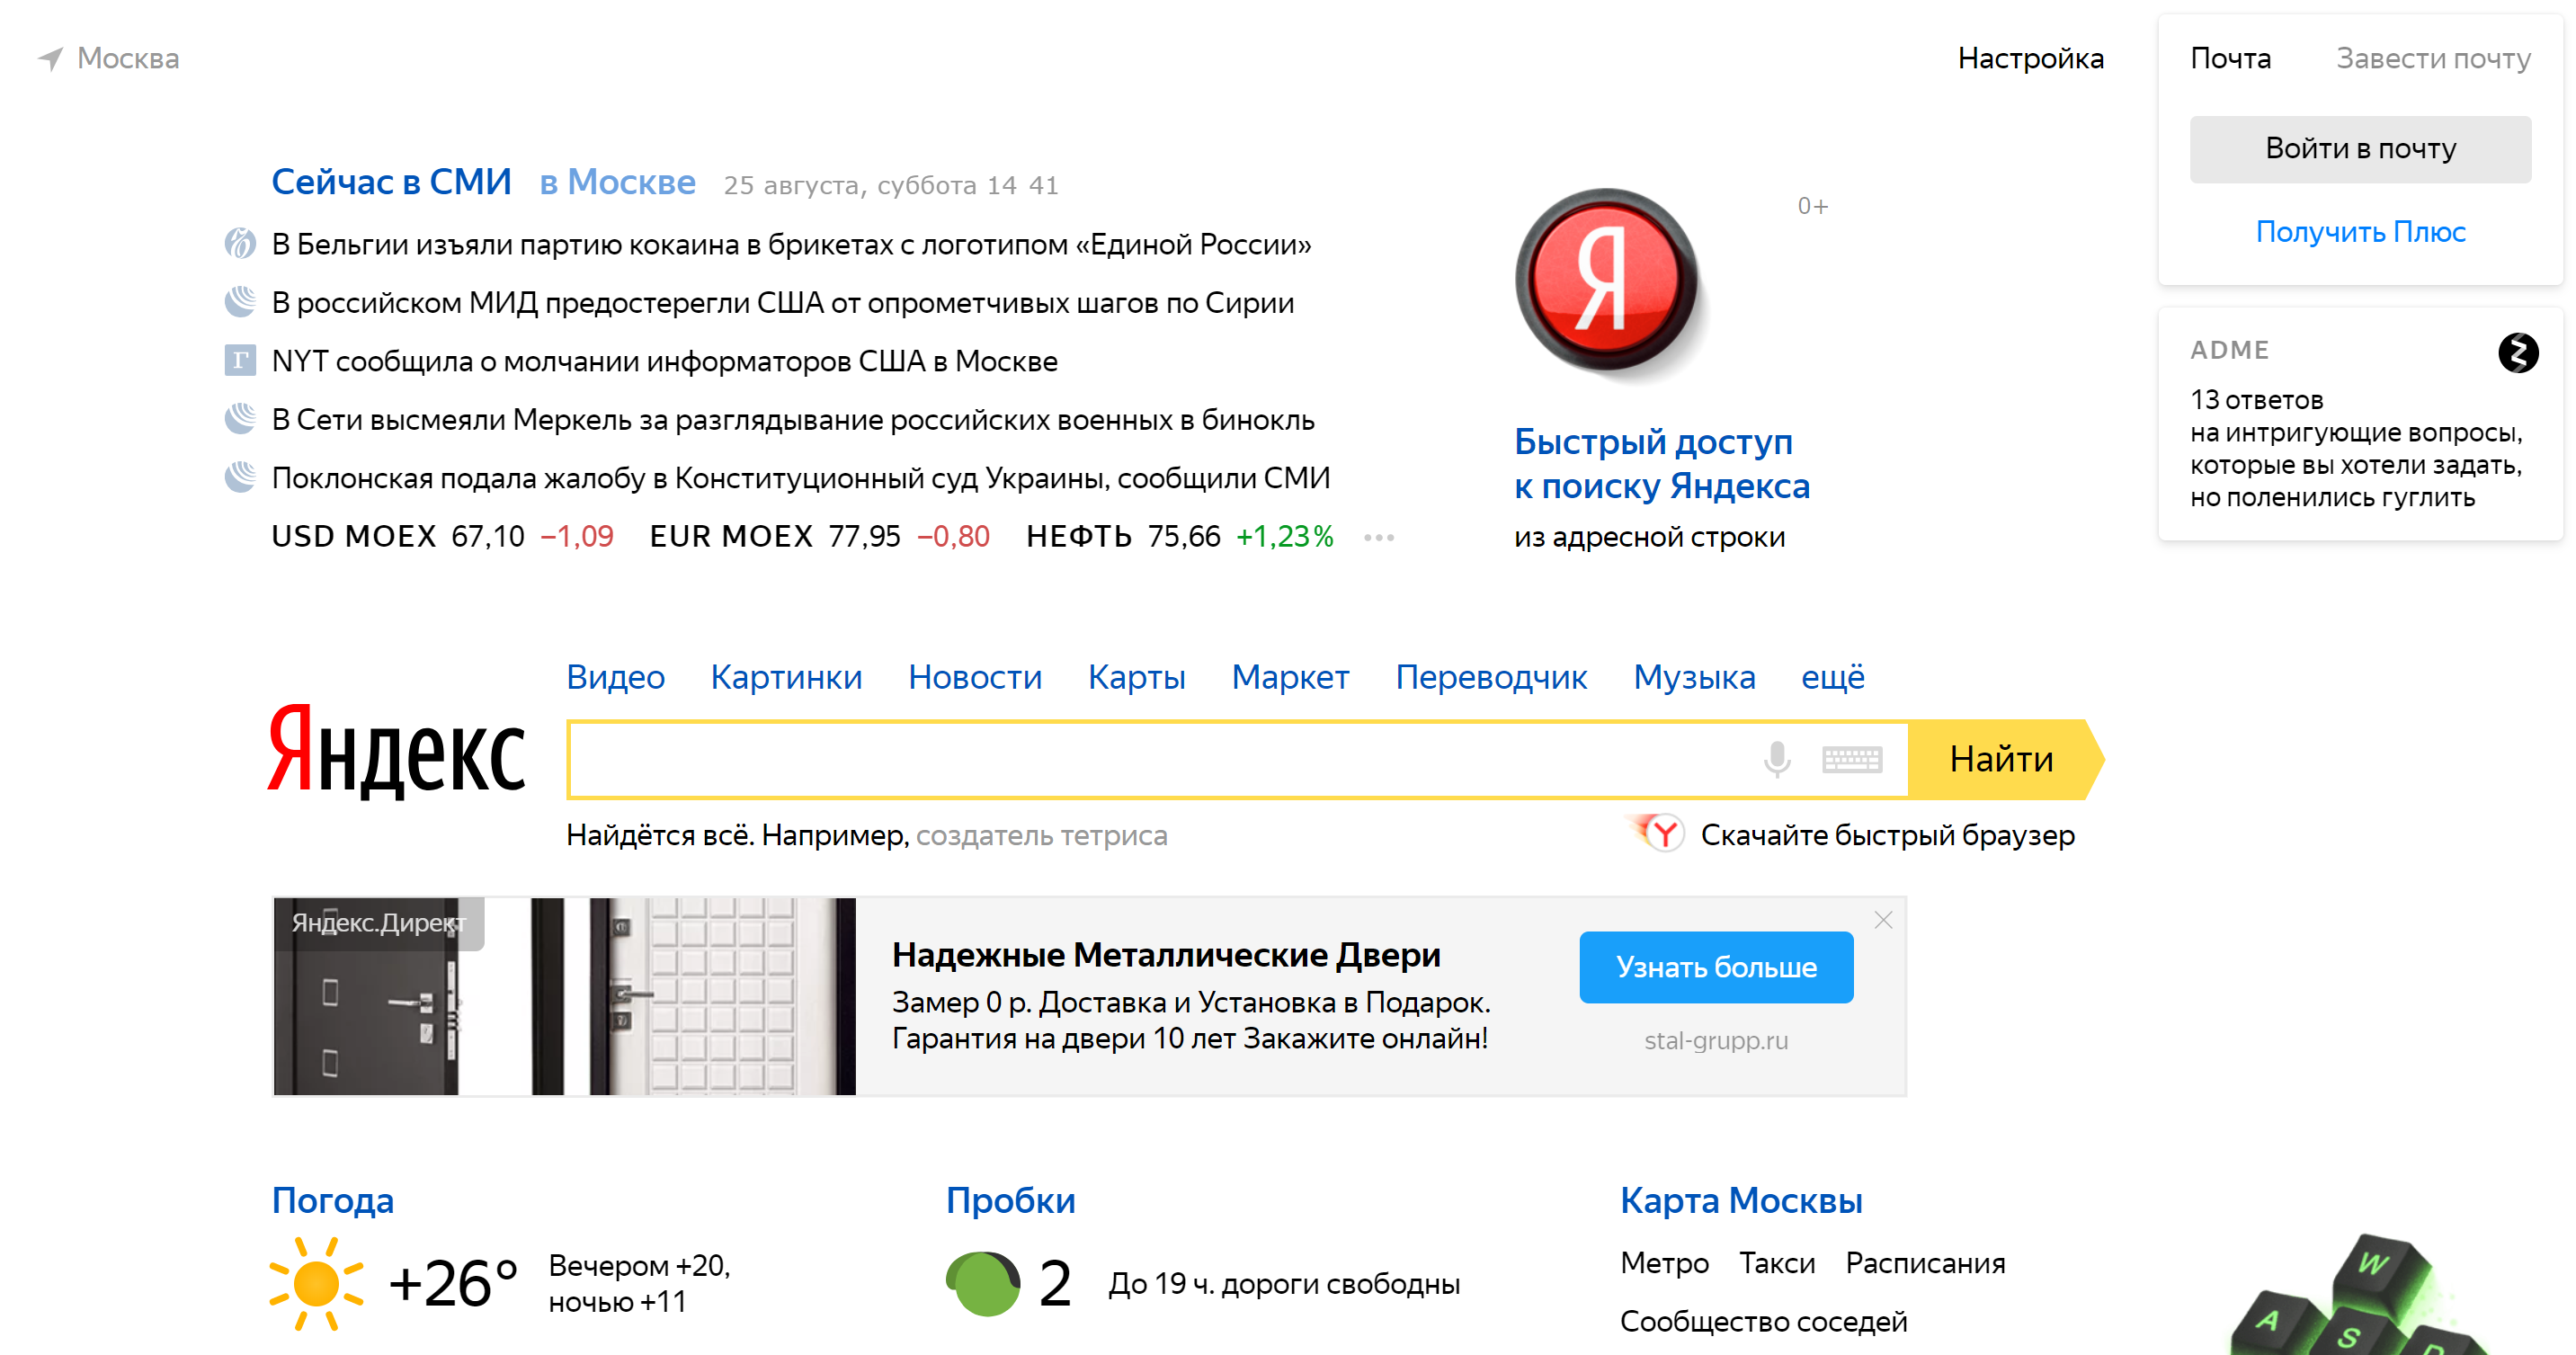 Москва
Настройка
Почта Завести почту
Войти в почту
Получить Плюс
Сейчас в СМИ в Москве 25 августа, суббота 14 41
В Бельгии изъяли партию кокаина в брикетах с логотипом «Единой России»
В российском МИД предостерегли США от опрометчивых шагов по Сирии
Г NYT сообщила о молчании информаторов США в Москве
В Сети высмеяли Меркель за разглядывание российских военных в бинокль
Поклонская подала жалобу в Конституционный суд Украины, сообщили СМИ
USD MOEX 67,10 −1,09 EUR MOEX 77,95 −0,80 НЕФТЬ 75,66 +1,23%
Я
0+
Быстрый доступ
к поиску Яндекса
из адресной строки
ADME
13 ответов
на интригующие вопросы,
которые вы хотели задать,
но поленились гуглить
Видео Картинки Новости Карты Маркет Переводчик Музыка ещё
Яндекс
Найти
Найдётся всё. Например, создатель тетриса
Y Скачайте быстрый браузер
Яндекс.Директ
Надежные Металлические Двери
Замер 0 р. Доставка и Установка в Подарок.
Гарантия на двери 10 лет Закажите онлайн!
Узнать больше
stal-grupp.ru
Погода
+26°
Вечером +20,
ночью +11
Пробки
2 До 19 ч. дороги свободны
Карта Москвы
Метро Такси Расписания
Сообщество соседей
W
A S D